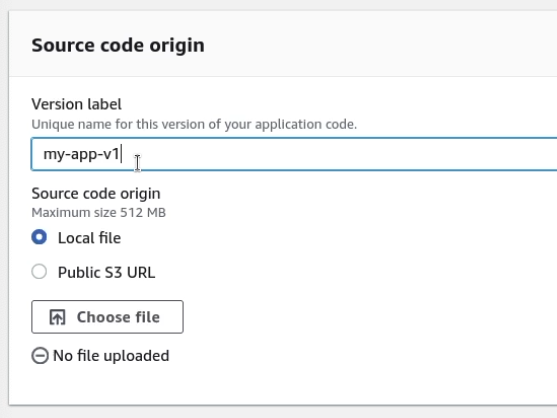 Source code origin
Version label
Unique name for this version of your application code.
my-app-v1
Source code origin
Maximum size 512 MB
Local file
Public S3 URL
Choose file
No file uploaded